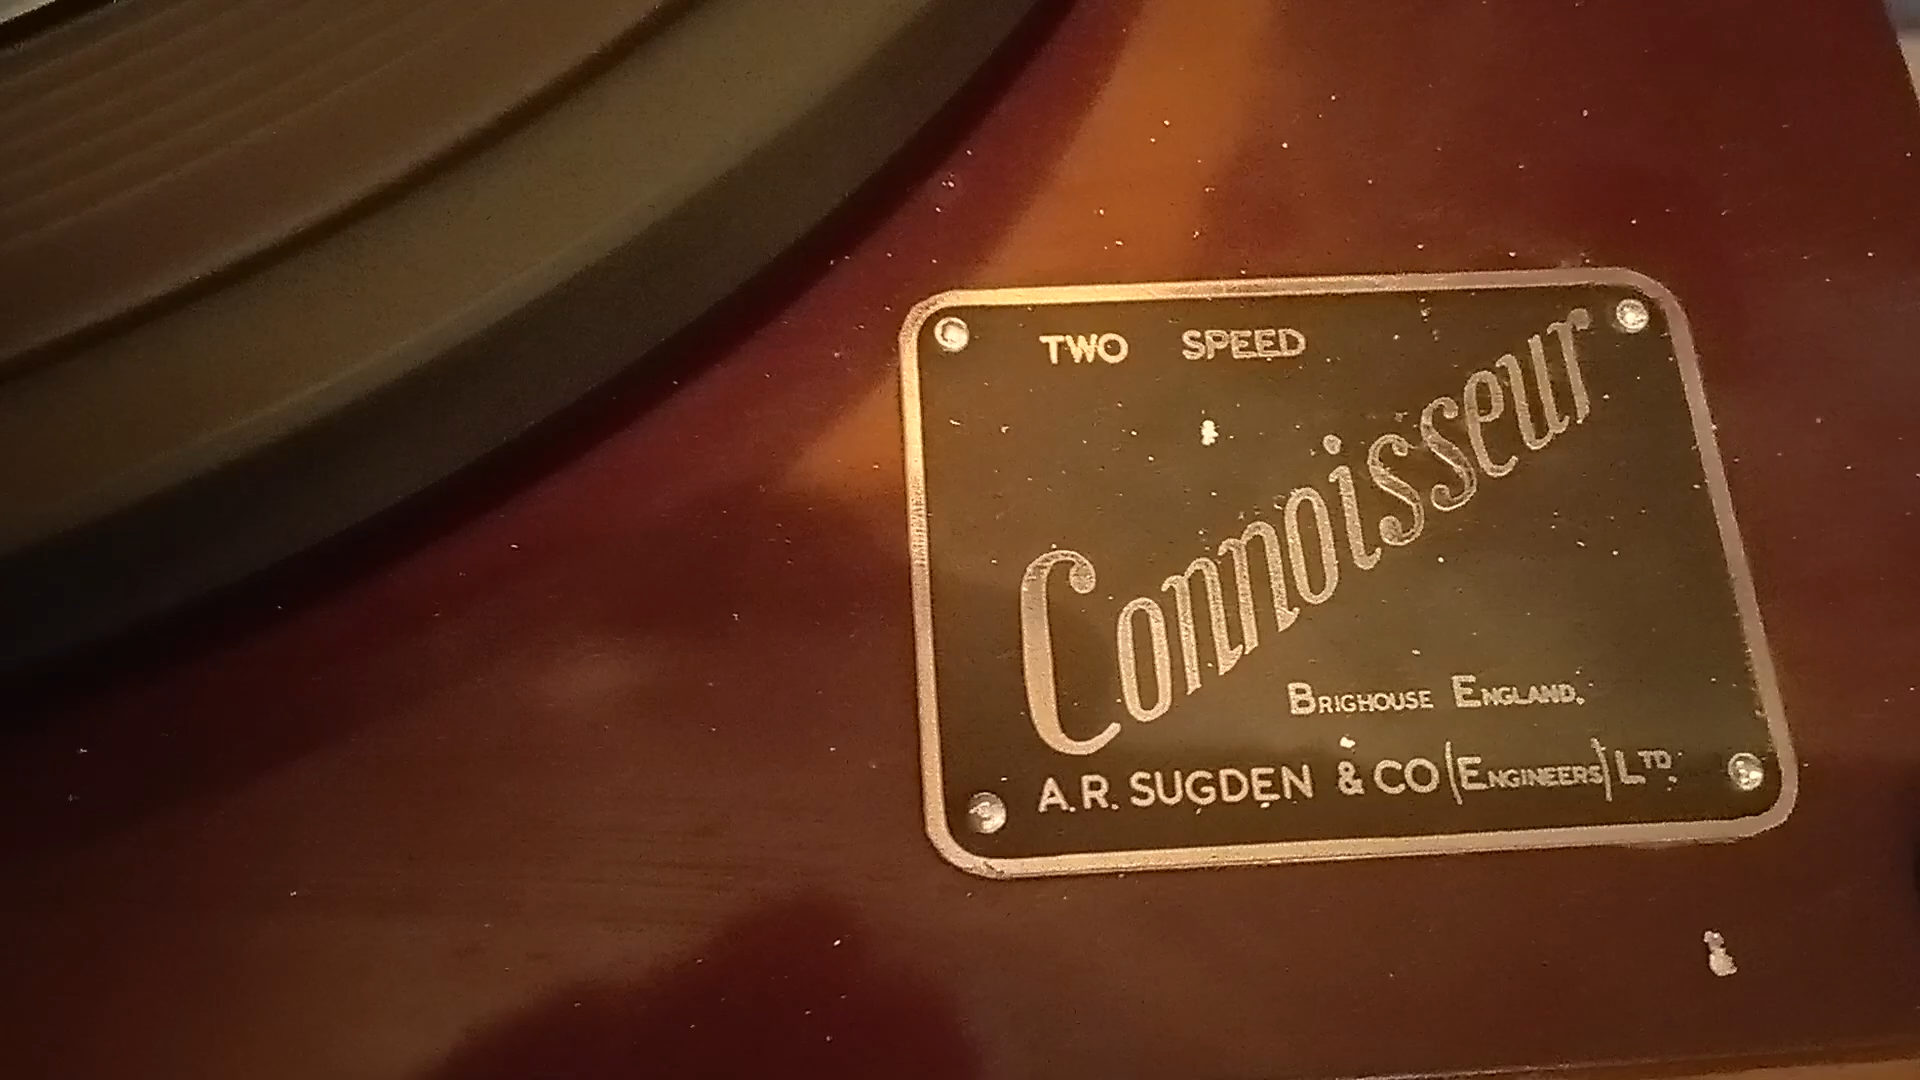 TWO SPEED
Connoisseur
BRIGHOUSE ENGLAND.
A.R. SUGDEN & CO (ENGINEERS) LTD.